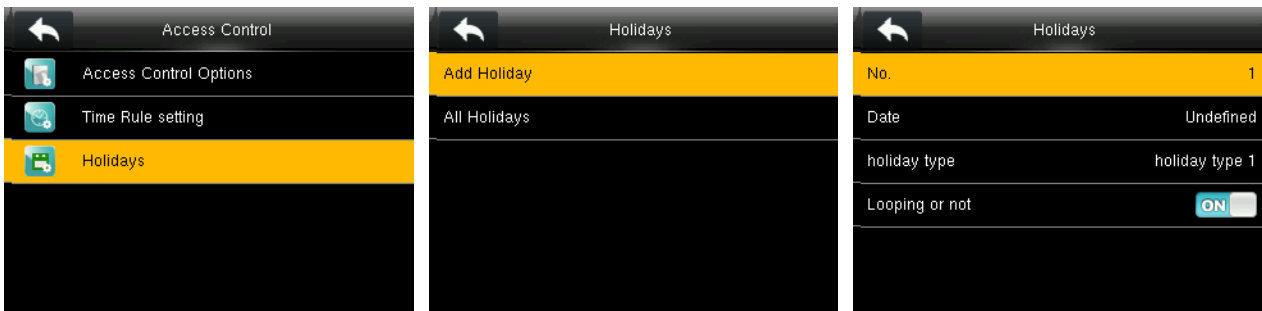 Access Control
Access Control Options
Time Rule setting
Holidays
Holidays
Add Holiday
All Holidays
Holidays
No. 1
Date Undefined
holiday type holiday type 1
Looping or not ON